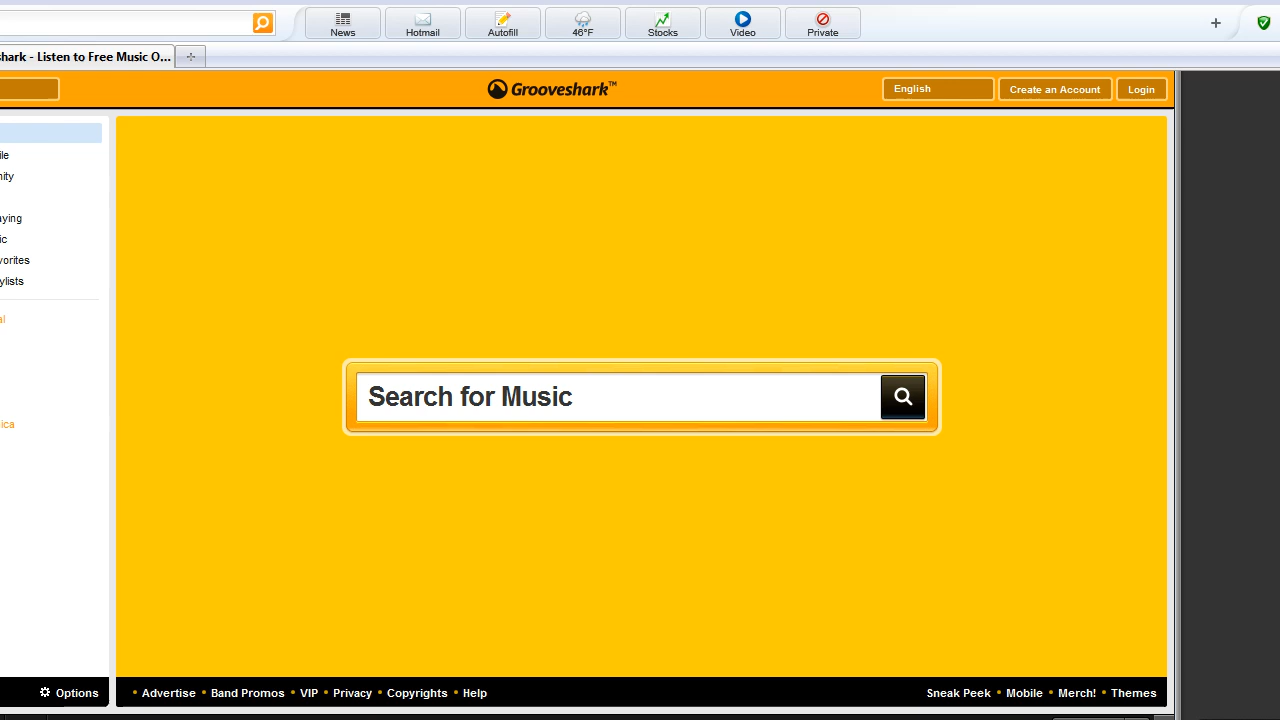 News Hotmail Autofill 46°F Stocks Video Private
shark - Listen to Free Music O...
Grooveshark™ English Create an Account Login
ile
nity
aying
ic
vorites
ylists
al
ica
Search for Music
Options • Advertise • Band Promos • VIP • Privacy • Copyrights • Help Sneak Peek • Mobile • Merch! • Themes